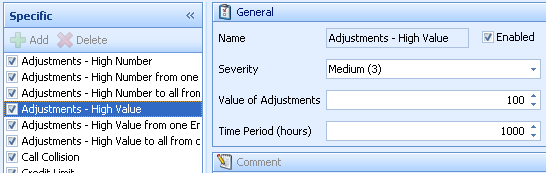 Specific «
Add Delete
Adjustments - High Number
Adjustments - High Number from one
Adjustments - High Number to all from
Adjustments - High Value
Adjustments - High Value from one Er
Adjustments - High Value to all from c
Call Collision
Credit Limit
General
Name Adjustments - High Value Enabled
Severity Medium (3)
Value of Adjustments 100
Time Period (hours) 1000
Comment